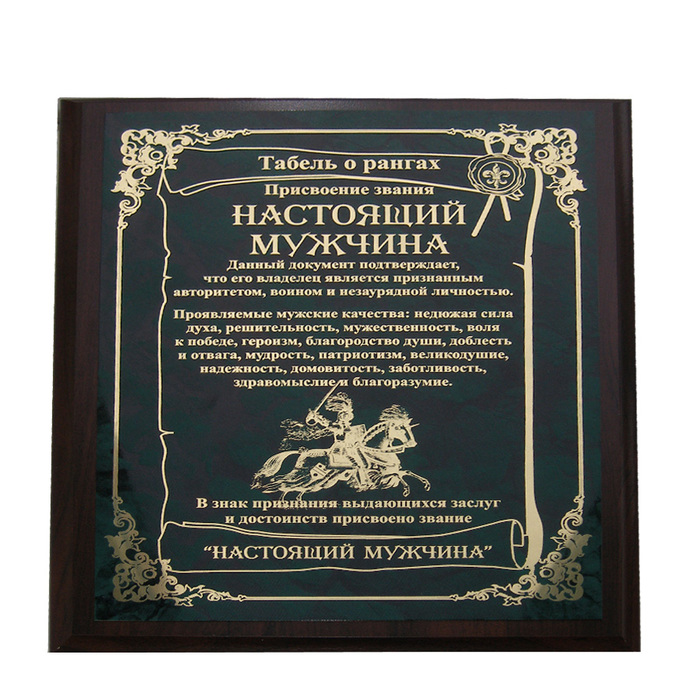 Табель о рангах
Присвоение звания
НАСТОЯЩИЙ
МУЖЧИНА
Данный документ подтверждает,
что его владелец является признанным
авторитетом, воином и незаурядной личностью.
Проявляемые мужские качества: недюжая сила
духа, решительность, мужественность, воля
к победе, героизм, благородство души, доблесть
и отвага, мудрость, патриотизм, великодушие,
надежность, домовитость, заботливость,
здравомыслие и благоразумие.
В знак признания выдающихся заслуг
и достоинств присвоено звание
“НАСТОЯЩИЙ МУЖЧИНА”